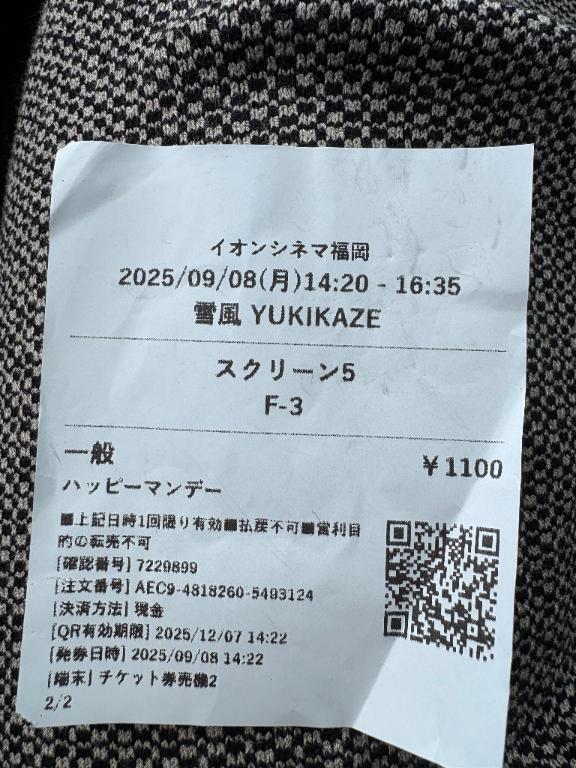 イオンシネマ福岡
2025/09/08(月)14:20 - 16:35
雪風 YUKIKAZE
スクリーン5
F-3
一般
￥1100
ハッピーマンデー
■上記日時1回限り有効■払戻不可■営利目
的の転売不可
[確認番号] 7229899
[注文番号] AEC9-4818260-5493124
[決済方法] 現金
[QR有効期限] 2025/12/07 14:22
[発券日時] 2025/09/08 14:22
[端末] チケット券売機2
2/2